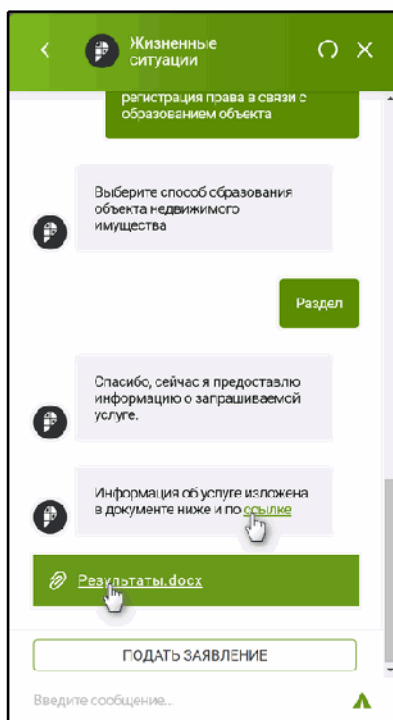 Жизненные
ситуации
регистрация права в связи с
образованием объекта
Выберите способ образования
объекта недвижимого
имущества
Раздел
Спасибо, сейчас я предоставлю
информацию о запрашиваемой
услуге.
Информация об услуге изложена
в документе ниже и по ссылке
Результаты.docx
ПОДАТЬ ЗАЯВЛЕНИЕ
Введите сообщение...